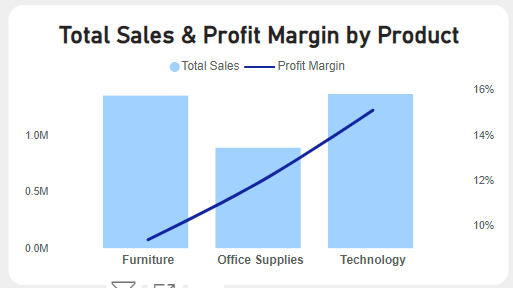 Total Sales & Profit Margin by Product
Total Sales Profit Margin
16%
1.0M 14%
0.5M 12%
10%
0.0M
Furniture Office Supplies Technology